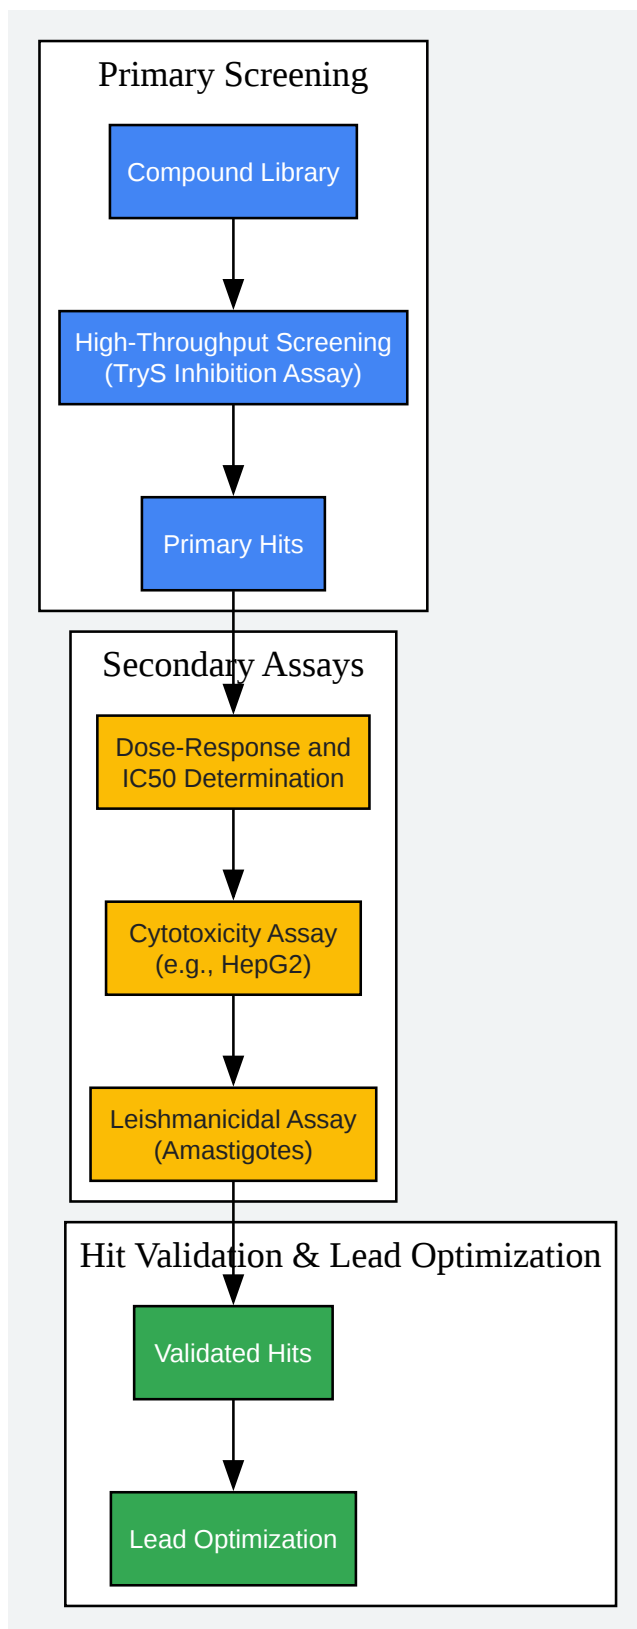 Primary Screening
Compound Library
High-Throughput Screening
(TryS Inhibition Assay)
Primary Hits
Secondary Assays
Dose-Response and
IC50 Determination
Cytotoxicity Assay
(e.g., HepG2)
Leishmanicidal Assay
(Amastigotes)
Hit Validation & Lead Optimization
Validated Hits
Lead Optimization